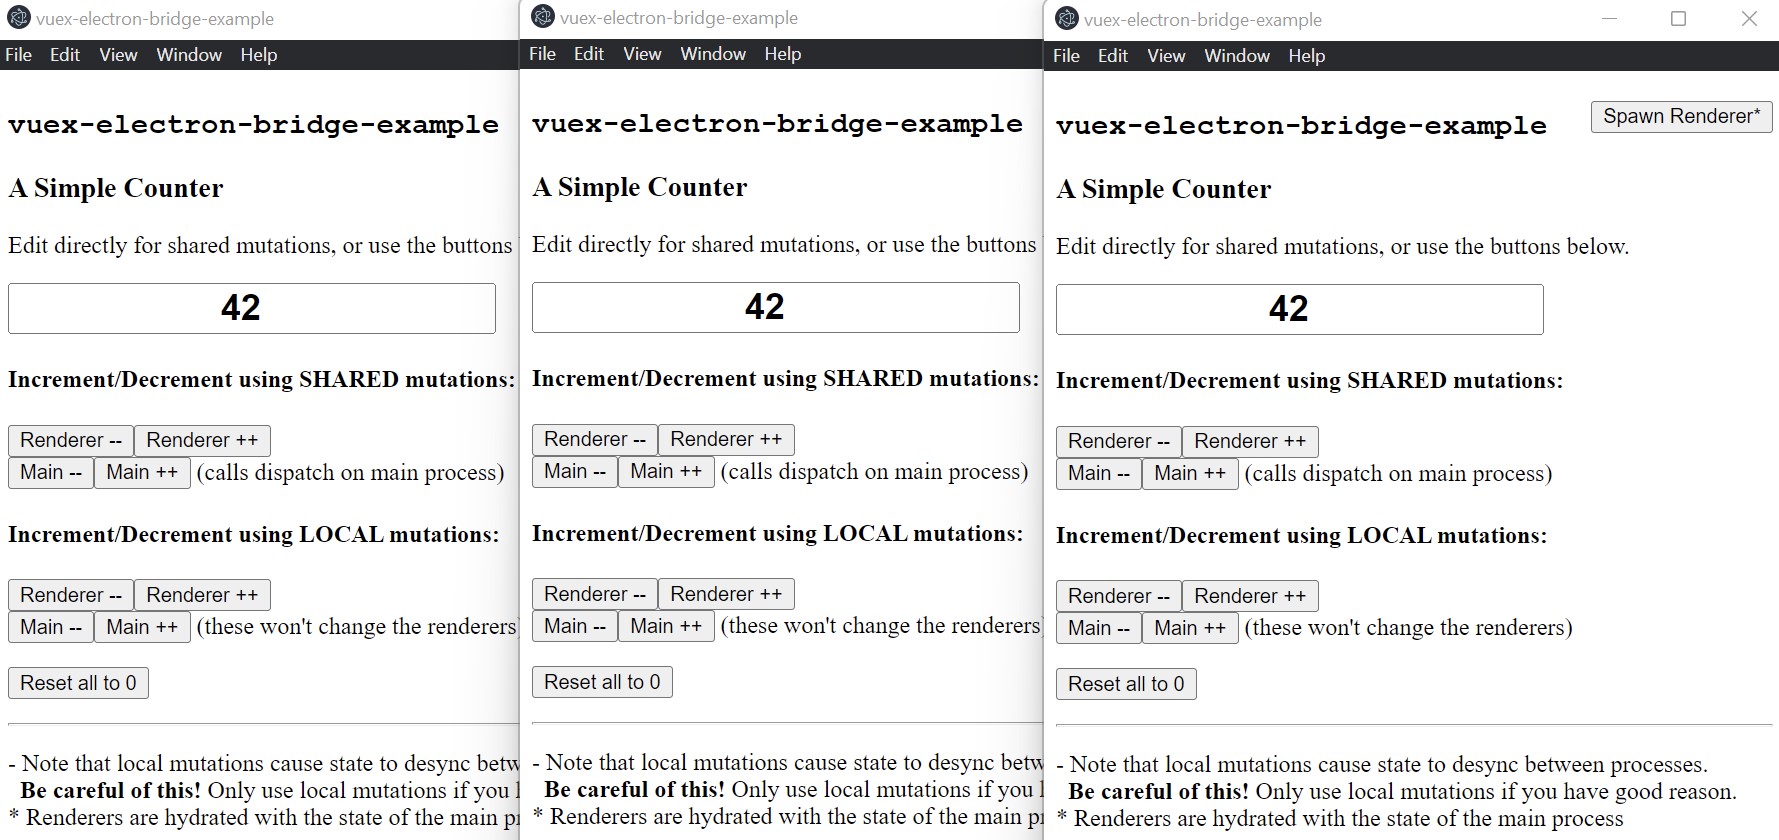 vuex-electron-bridge-example
File Edit View Window Help
vuex-electron-bridge-example
A Simple Counter
Edit directly for shared mutations, or use the buttons
42
Increment/Decrement using SHARED mutations:
Renderer -- Renderer ++
Main -- Main ++ (calls dispatch on main process)
Increment/Decrement using LOCAL mutations:
Renderer -- Renderer ++
Main -- Main ++ (these won't change the renderers)
Reset all to 0
- Note that local mutations cause state to desync betw
Be careful of this! Only use local mutations if you
* Renderers are hydrated with the state of the main
vuex-electron-bridge-example
File Edit View Window Help
vuex-electron-bridge-example
A Simple Counter
Edit directly for shared mutations, or use the buttons
42
Increment/Decrement using SHARED mutations:
Renderer -- Renderer ++
Main -- Main ++ (calls dispatch on main process)
Increment/Decrement using LOCAL mutations:
Renderer -- Renderer ++
Main -- Main ++ (these won't change the renderers)
Reset all to 0
- Note that local mutations cause state to desync betw
Be careful of this! Only use local mutations if you
* Renderers are hydrated with the state of the main
vuex-electron-bridge-example
File Edit View Window Help
vuex-electron-bridge-example Spawn Renderer*
A Simple Counter
Edit directly for shared mutations, or use the buttons below.
42
Increment/Decrement using SHARED mutations:
Renderer -- Renderer ++
Main -- Main ++ (calls dispatch on main process)
Increment/Decrement using LOCAL mutations:
Renderer -- Renderer ++
Main -- Main ++ (these won't change the renderers)
Reset all to 0
- Note that local mutations cause state to desync between processes.
Be careful of this! Only use local mutations if you have good reason.
* Renderers are hydrated with the state of the main process